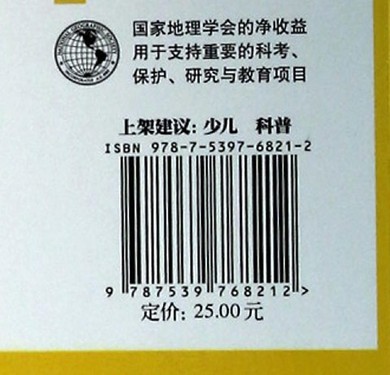 国家地理学会的净收益
用于支持重要的科考、
保护、研究与教育项目
上架建议: 少儿 科普
ISBN 978-7-5397-6821-2
9 787539 768212 >
定价: 25.00元